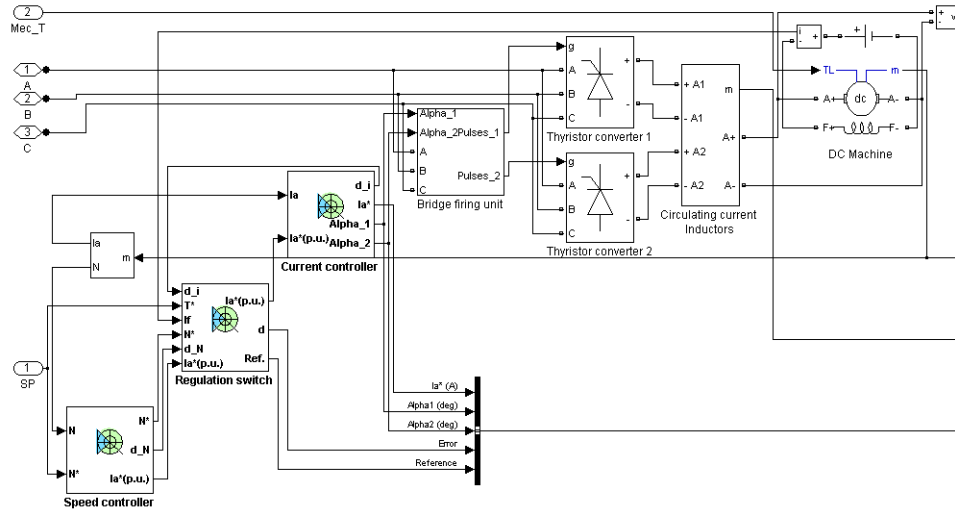 2
Mec_T
1
A
2
B
3
C
Alpha_1
Alpha_2
Pulses_1
A
B
Pulses_2
C
Bridge firing unit
g
A
B
C
+
-
Thyristor converter 1
g
A
B
C
+
-
Thyristor converter 2
+ A1
- A1
+ A2
- A2
m
A+
A-
Circulating current
Inductors
+
-
v
i
+
-
+
TL
m
A+
dc
A-
F+
F-
DC Machine
Ia
Ia*(p.u.)
d_i
Ia*
Alpha_1
Alpha_2
Current controller
Ia
N
m
d_i
T*
If
N*
d_N
Ia*(p.u.)
Ia*(p.u.)
d
Ref.
Regulation switch
1
SP
N
N*
N*
d_N
Ia*(p.u.)
Speed controller
Ia* (A)
Alpha1 (deg)
Alpha2 (deg)
Error
Reference